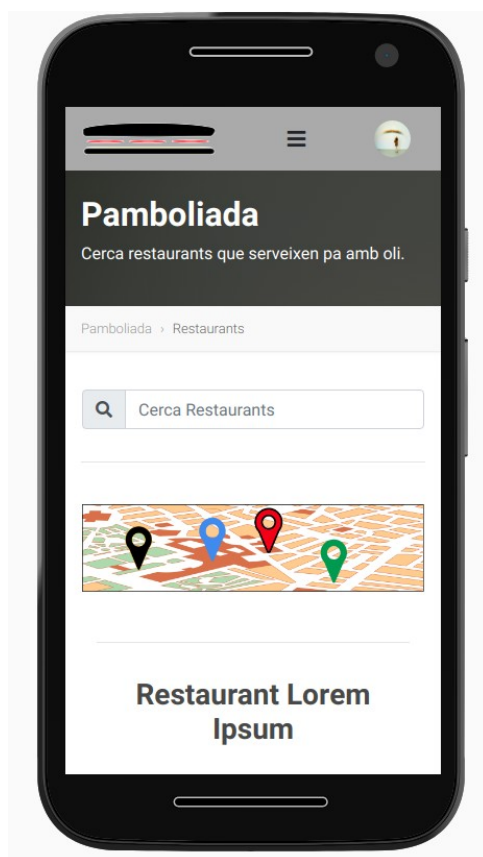 Pamboliada
Cerca restaurants que serveixen pa amb oli.
Pamboliada › Restaurants
Cerca Restaurants
Restaurant Lorem
Ipsum